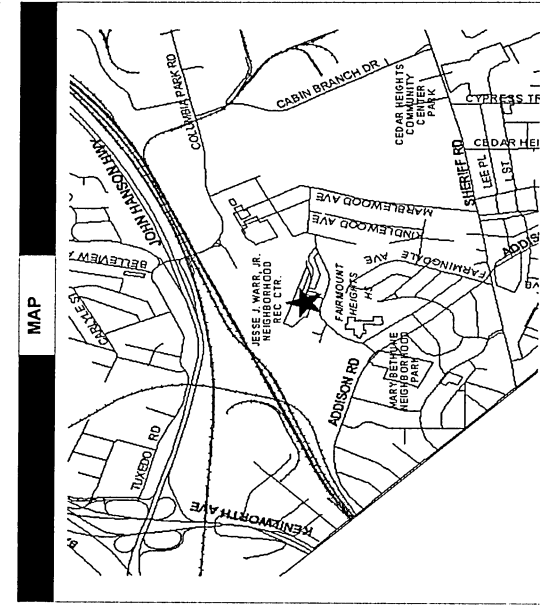 MAP
COLUMBIA PARK RD
CABIN BRANCH DR
JOHN HANSON HWY
CEDAR HEIGHTS
COMMUNITY
CENTER
PARK
CYPRESS TR
CEDAR HEI
SHERIFF RD
LEE PL
L ST
BELLEVIEW A
CARLYLE ST
MARBLEWOOD AVE
KINDLEWOOD AVE
FARMINGDALE AVE
ADDIS
JESSE J. WARR, JR.
NEIGHBORHOOD
REC CTR.
FAIRMOUNT
HEIGHTS
HS
TUXEDO RD
ADDISON RD
MARY BETHUNE
NEIGHBORHOOD
PARK
KENILWORTH AVE